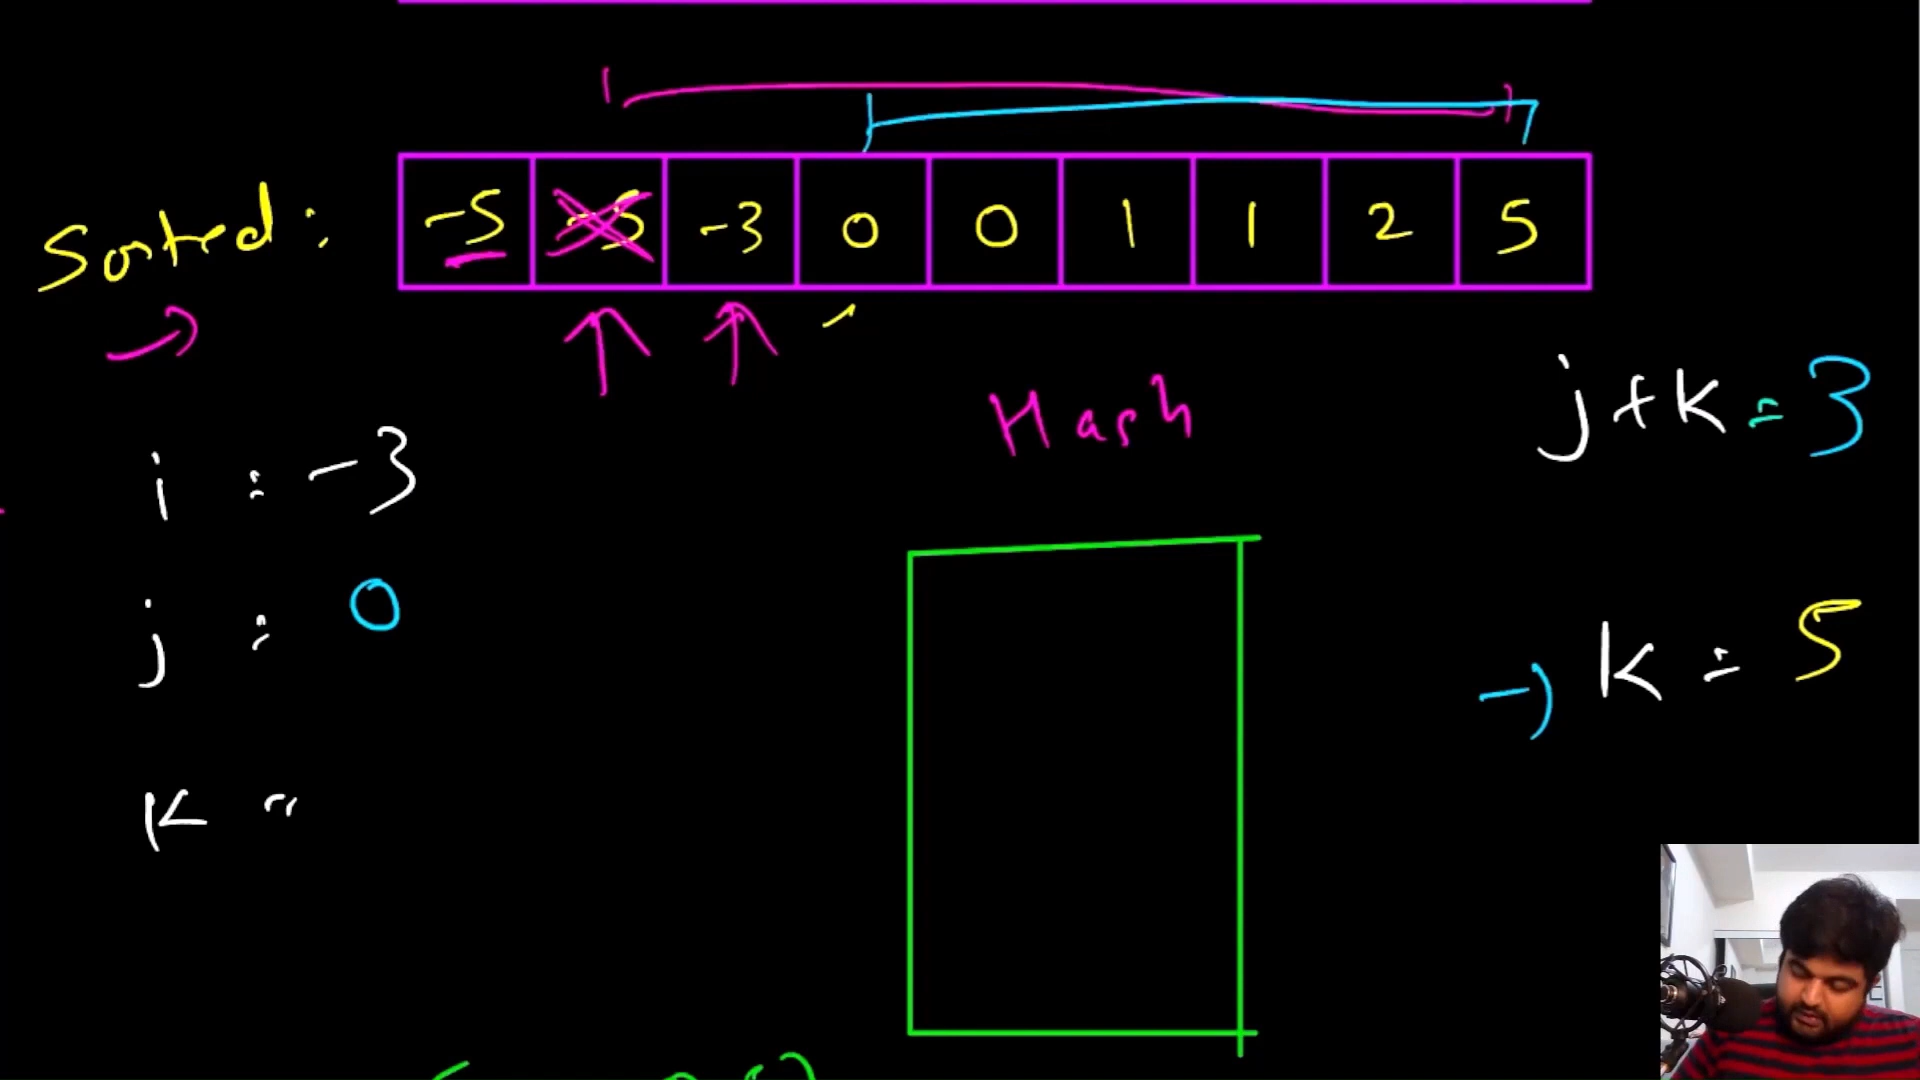 Sorted: -5 -5 -3 0 0 1 1 2 5
Hash
j+k = 3
i : -3
j : 0
k = 5
k =